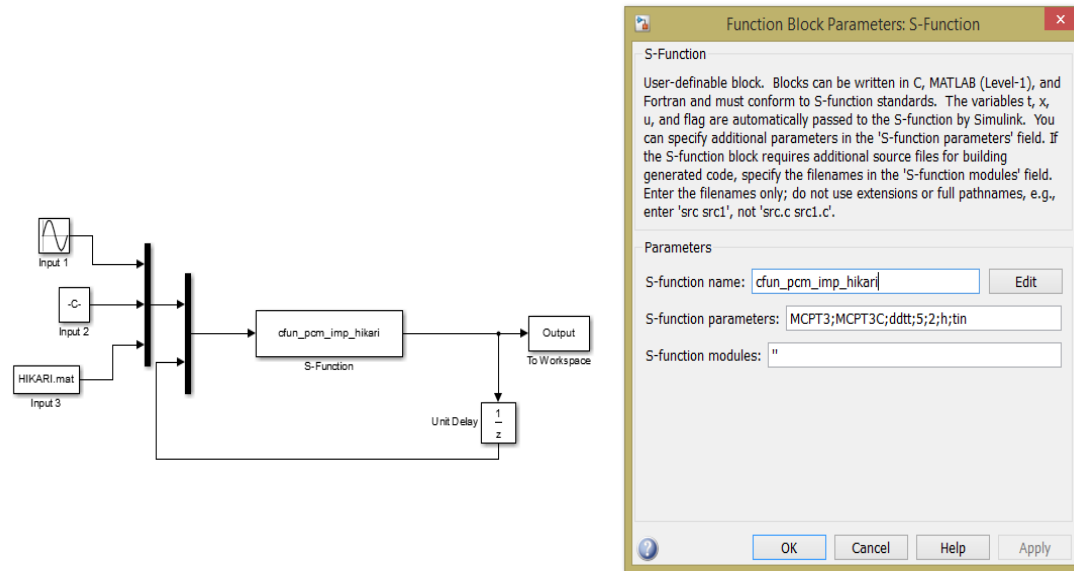 Input 1
-C-
Input 2
HIKARI.mat
Input 3
cfun_pcm_imp_hikari
S-Function
Output
To Workspace
Unit Delay
1
z
Function Block Parameters: S-Function
S-Function
User-definable block. Blocks can be written in C, MATLAB (Level-1), and
Fortran and must conform to S-function standards. The variables t, x,
u, and flag are automatically passed to the S-function by Simulink. You
can specify additional parameters in the 'S-function parameters' field. If
the S-function block requires additional source files for building
generated code, specify the filenames in the 'S-function modules' field.
Enter the filenames only; do not use extensions or full pathnames, e.g.,
enter 'src src1', not 'src.c src1.c'.
Parameters
S-function name: cfun_pcm_imp_hikari Edit
S-function parameters: MCPT3;MCPT3C;ddtt;5;2;h;tin
S-function modules: ''
OK Cancel Help Apply